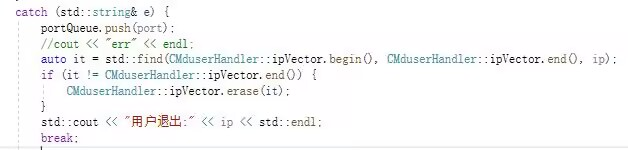 catch (std::string& e) {
portQueue.push(port);
//cout << "err" << endl;
auto it = std::find(CMduserHandler::ipVector.begin(), CMduserHandler::ipVector.end(), ip);
if (it != CMduserHandler::ipVector.end()) {
CMduserHandler::ipVector.erase(it);
}
std::cout << "用户退出:" << ip << std::endl;
break;